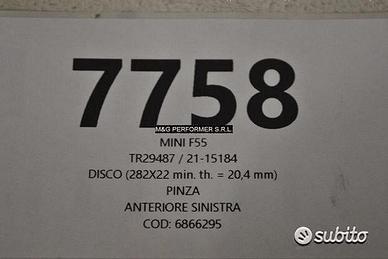 7758
M&G PERFORMER S.R.L.
MINI F55
TR29487 / 21-15184
DISCO (282X22 min. th. = 20,4 mm)
PINZA
ANTERIORE SINISTRA
COD: 6866295
subito